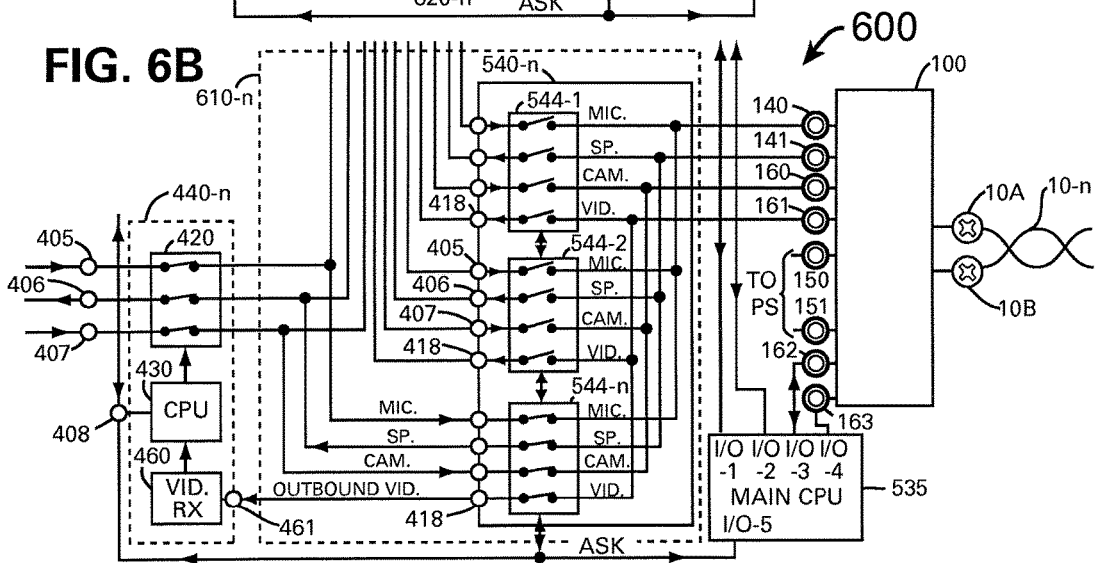 ASK
600
FIG. 6B
610-n
540-n
100
544-1
MIC.
140
SP.
141
CAM.
160
440-n
418
VID.
161
10A
10-n
405
420
405
544-2
MIC.
406
406
SP.
TO
PS
150
407
407
CAM.
151
10B
418
VID.
162
430
544-n
CPU
MIC.
MIC.
163
408
SP.
SP.
I/O I/O I/O I/O
-1 -2 -3 -4
460
CAM.
CAM.
MAIN CPU
535
VID.
RX
OUTBOUND VID.
VID.
461
418
I/O-5
ASK